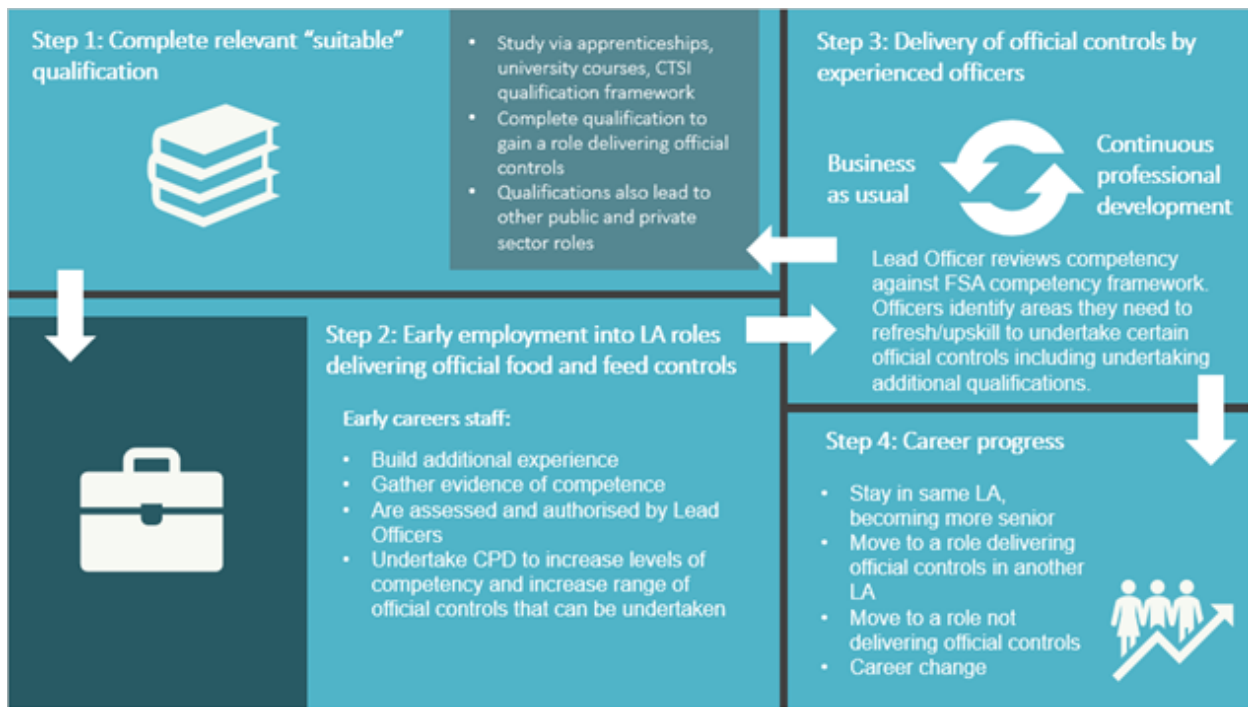 Step 1: Complete relevant “suitable”
qualification
• Study via apprenticeships,
university courses, CTSI
qualification framework
• Complete qualification to
gain a role delivering official
controls
• Qualifications also lead to
other public and private
sector roles
Step 2: Early employment into LA roles
delivering official food and feed controls
Early careers staff:
• Build additional experience
• Gather evidence of competence
• Are assessed and authorised by Lead
Officers
• Undertake CPD to increase levels of
competency and increase range of
official controls that can be undertaken
Step 3: Delivery of official controls by
experienced officers
Business
as usual
Continuous
professional
development
Lead Officer reviews competency
against FSA competency framework.
Officers identify areas they need to
refresh/upskill to undertake certain
official controls including undertaking
additional qualifications.
Step 4: Career progress
• Stay in same LA,
becoming more senior
• Move to a role delivering
official controls in another
LA
• Move to a role not
delivering official controls
• Career change